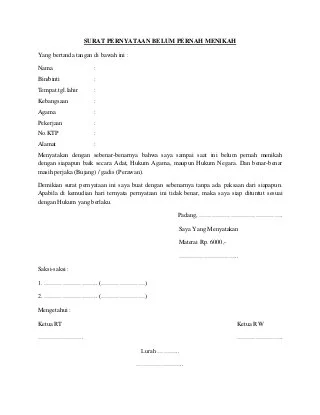 SURAT PERNYATAAN BELUM PERNAH MENIKAH
Yang bertanda tangan di bawah ini :
Nama :
Bin/binti :
Tempat/tgl.lahir :
Kebangsaan :
Agama :
Pekerjaan :
No. KTP :
Alamat :
Menyatakan dengan sebenar-benarnya bahwa saya sampai saat ini belum pernah menikah
dengan siapapun baik secara Adat, Hukum Agama, maupun Hukum Negara. Dan benar-benar
masih perjaka (Bujang) / gadis (Perawan).
Demikian surat pernyataan ini saya buat dengan sebenarnya tanpa ada paksaan dari siapapun.
Apabila di kemudian hari ternyata pernyataan ini tidak benar, maka saya siap dituntut sesuai
dengan Hukum yang berlaku.
Padang, ……………………………………
Saya Yang Menyatakan
Materai Rp. 6000,-
…………………………
Saksi-saksi :
1. ……………………… (…………………)
2. ……………………… (…………………)
Mengetahui :
Ketua RT Ketua RW
………………… …………………
Lurah …………
……………………